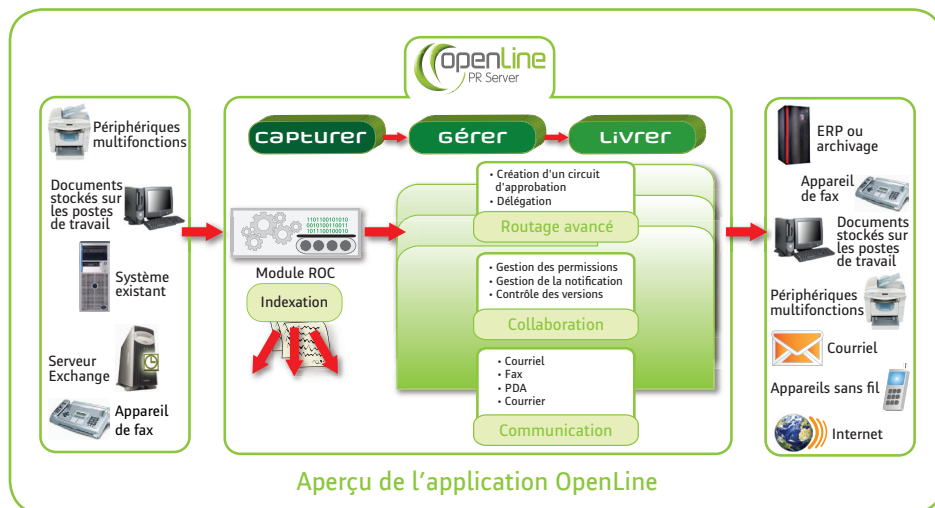 openLine
PR Server
Périphériques
multifonctions
Documents
stockés sur
les postes
de travail
Système
existant
Serveur
Exchange
Appareil
de fax
capturer
gérer
Livrer
1101100101010
0010100110011
1011100100010
Module ROC
Indexation
• Création d'un circuit
d'approbation
• Délégation
Routage avancé
• Gestion des permissions
• Gestion de la notification
• Contrôle des versions
Collaboration
• Courriel
• Fax
• PDA
• Courrier
Communication
ERP ou
archivage
Appareil
de fax
Documents
stockés sur
les postes
de travail
Périphériques
multifonctions
Courriel
Appareils sans fil
Internet
Aperçu de l'application OpenLine